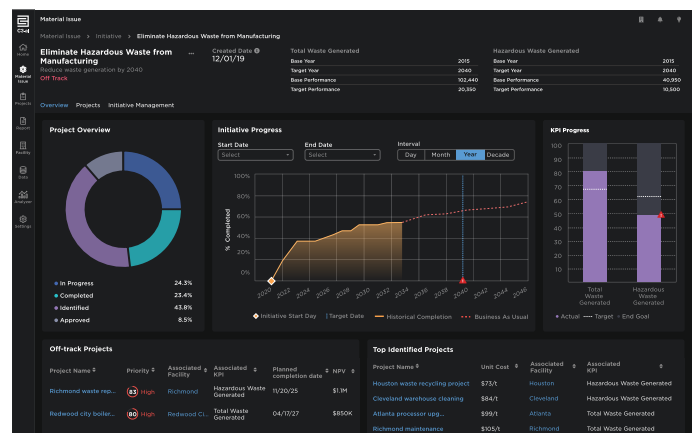 Material Issue
C3.ai
Material Issue > Initiative > Eliminate Hazardous Waste from Manufacturing
Home
Material
Issue
Projects
Report
Facility
Data
Analyzer
Settings
Eliminate Hazardous Waste from
Manufacturing
...
Reduce waste generation by 2040
Off Track
Created Date
12/01/19
Total Waste Generated
Base Year 2015
Target Year 2040
Base Performance 102,440
Target Performance 20,350
Hazardous Waste Generated
Base Year 2015
Target Year 2040
Base Performance 40,950
Target Performance 10,500
Overview Projects Initiative Management
Project Overview
In Progress 24.3%
Completed 23.4%
Identified 43.8%
Approved 8.5%
Initiative Progress
Start Date
Select
End Date
Select
Interval
Day Month Year Decade
% Completed
100%
80%
60%
40%
20%
0%
2020 2022 2024 2026 2028 2030 2032 2034 2036 2038 2040 2042 2044 2046
Initiative Start Day Target Date Historical Completion Business As Usual
KPI Progress
100
90
80
70
60
50
40
30
20
10
Total
Waste
Generated
Hazardous
Waste
Generated
Actual Target End Goal
Off-track Projects
Project Name Priority Associated
Facility Associated
KPI Planned
completion date NPV
Richmond waste rep... 83 High Richmond Hazardous Waste
Generated 11/20/25 $1.1M
Redwood city boiler... 80 High Redwood Ci... Total Waste
Generated 04/17/27 $850K
Top Identified Projects
Project Name Unit Cost Associated
Facility Associated
KPI
Houston waste recycling project $73/t Houston Hazardous Waste Generated
Cleveland warehouse cleaning $84/t Cleveland Hazardous Waste Generated
Atlanta processor upg... $99/t Atlanta Total Waste Generated
Richmond maintenance $105/t Richmond Total Waste Generated